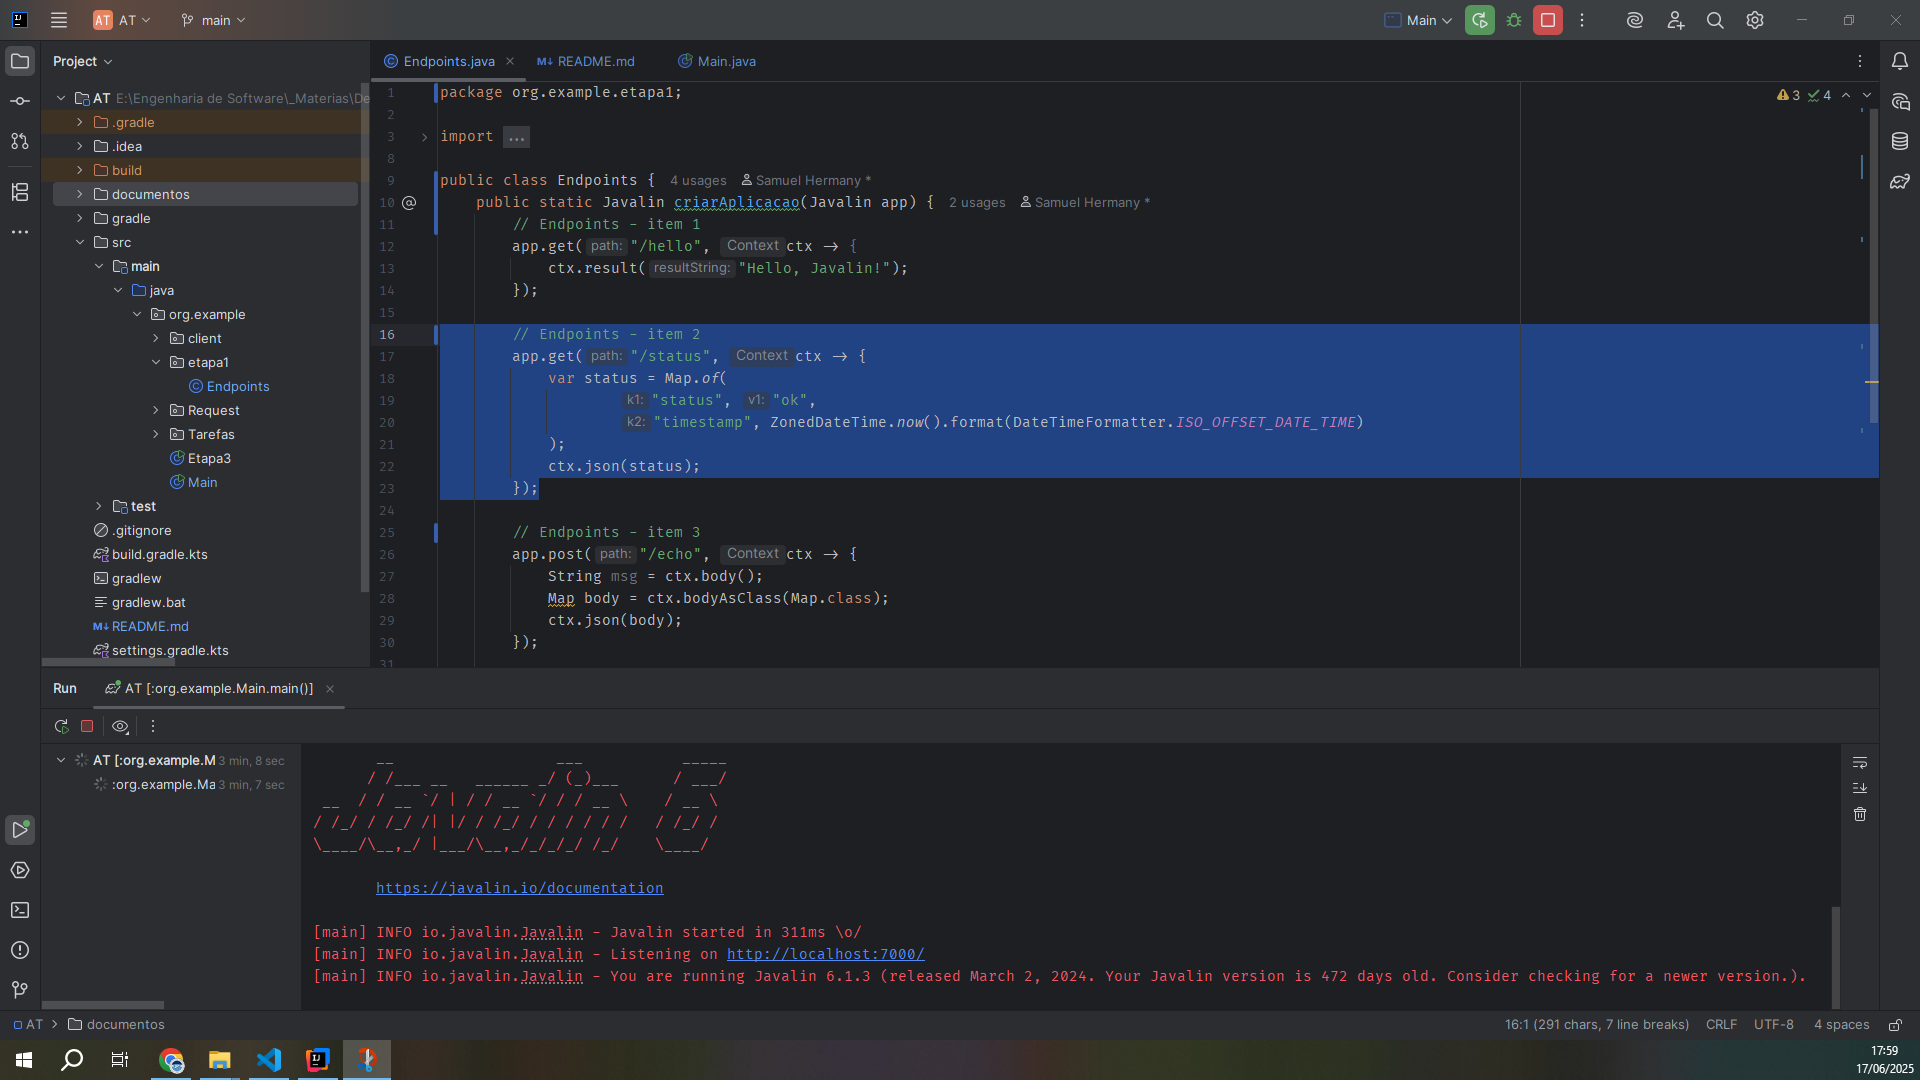 AT AT main Main
Project
Endpoints.java
README.md
Main.java
AT E:\Engenharia de Software\_Materias\De
.gradle
.idea
build
documentos
gradle
src
main
java
org.example
client
etapa1
Endpoints
Request
Tarefas
Etapa3
Main
test
.gitignore
build.gradle.kts
gradlew
gradlew.bat
README.md
settings.gradle.kts
3 4
1 package org.example.etapa1;
2
3 import ...
8
9 public class Endpoints { 4 usages Samuel Hermany *
10 public static Javalin criarAplicacao(Javalin app) { 2 usages Samuel Hermany *
11 // Endpoints - item 1
12 app.get( path: "/hello", Context ctx -> {
13 ctx.result( resultString: "Hello, Javalin!");
14 });
15
16 // Endpoints - item 2
17 app.get( path: "/status", Context ctx -> {
18 var status = Map.of(
19 k1: "status", v1: "ok",
20 k2: "timestamp", ZonedDateTime.now().format(DateTimeFormatter.ISO_OFFSET_DATE_TIME)
21 );
22 ctx.json(status);
23 });
24
25 // Endpoints - item 3
26 app.post( path: "/echo", Context ctx -> {
27 String msg = ctx.body();
28 Map body = ctx.bodyAsClass(Map.class);
29 ctx.json(body);
30 });
31
Run AT [:org.example.Main.main()]
AT [:org.example.M 3 min, 8 sec
:org.example.Ma 3 min, 7 sec
       __                    ___           _____
      / /___ __   ______ _/ (_)___       / ___/
 __  / / __ `/ | / / __ `/ / / __ \    / __ \
/ /_/ / /_/ /| |/ / /_/ / / / / / /   / /_/ /
\____/\__,_/ |___/\__,_/_/_/_/ /_/    \____/
https://javalin.io/documentation
[main] INFO io.javalin.Javalin - Javalin started in 311ms \o/
[main] INFO io.javalin.Javalin - Listening on http://localhost:7000/
[main] INFO io.javalin.Javalin - You are running Javalin 6.1.3 (released March 2, 2024. Your Javalin version is 472 days old. Consider checking for a newer version.).
AT > documentos
16:1 (291 chars, 7 line breaks) CRLF UTF-8 4 spaces
17:59
17/06/2025